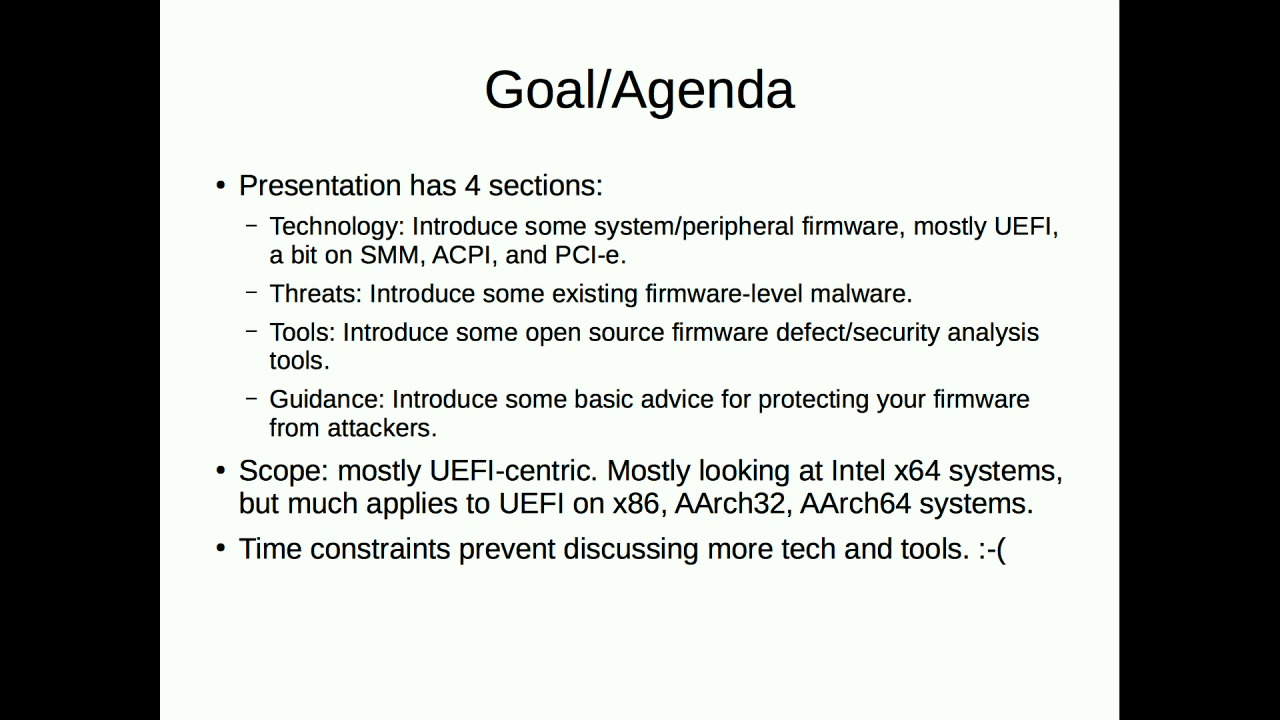 Goal/Agenda
• Presentation has 4 sections:
– Technology: Introduce some system/peripheral firmware, mostly UEFI,
a bit on SMM, ACPI, and PCI-e.
– Threats: Introduce some existing firmware-level malware.
– Tools: Introduce some open source firmware defect/security analysis
tools.
– Guidance: Introduce some basic advice for protecting your firmware
from attackers.
• Scope: mostly UEFI-centric. Mostly looking at Intel x64 systems,
but much applies to UEFI on x86, AArch32, AArch64 systems.
• Time constraints prevent discussing more tech and tools. :-(